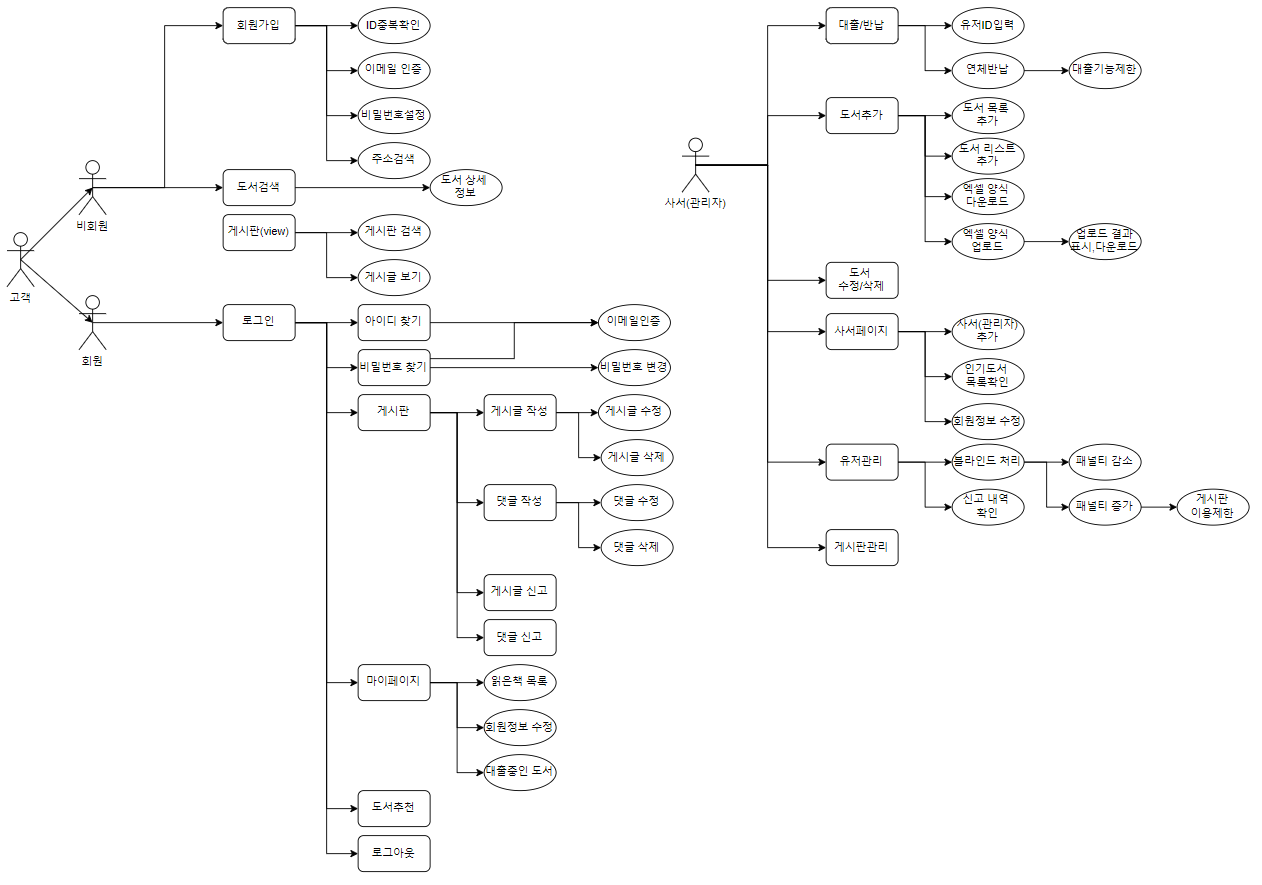 고객
비회원
회원
회원가입
ID중복확인
이메일 인증
비밀번호설정
주소검색
도서검색
도서 상세
정보
게시판(view)
게시판 검색
게시글 보기
로그인
아이디 찾기
이메일인증
비밀번호 찾기
비밀번호 변경
게시판
게시글 작성
게시글 수정
게시글 삭제
댓글 작성
댓글 수정
댓글 삭제
게시글 신고
댓글 신고
마이페이지
읽은책 목록
회원정보 수정
대출중인 도서
도서추천
로그아웃
사서(관리자)
대출/반납
유저ID입력
연체반납
대출기능제한
도서추가
도서 목록
추가
도서 리스트
추가
엑셀 양식
다운로드
엑셀 양식
업로드
업로드 결과
표시,다운로드
도서
수정/삭제
사서페이지
사서(관리자)
추가
인기도서
목록확인
회원정보 수정
유저관리
블라인드 처리
패널티 감소
신고 내역
확인
패널티 증가
게시판
이용제한
게시판관리